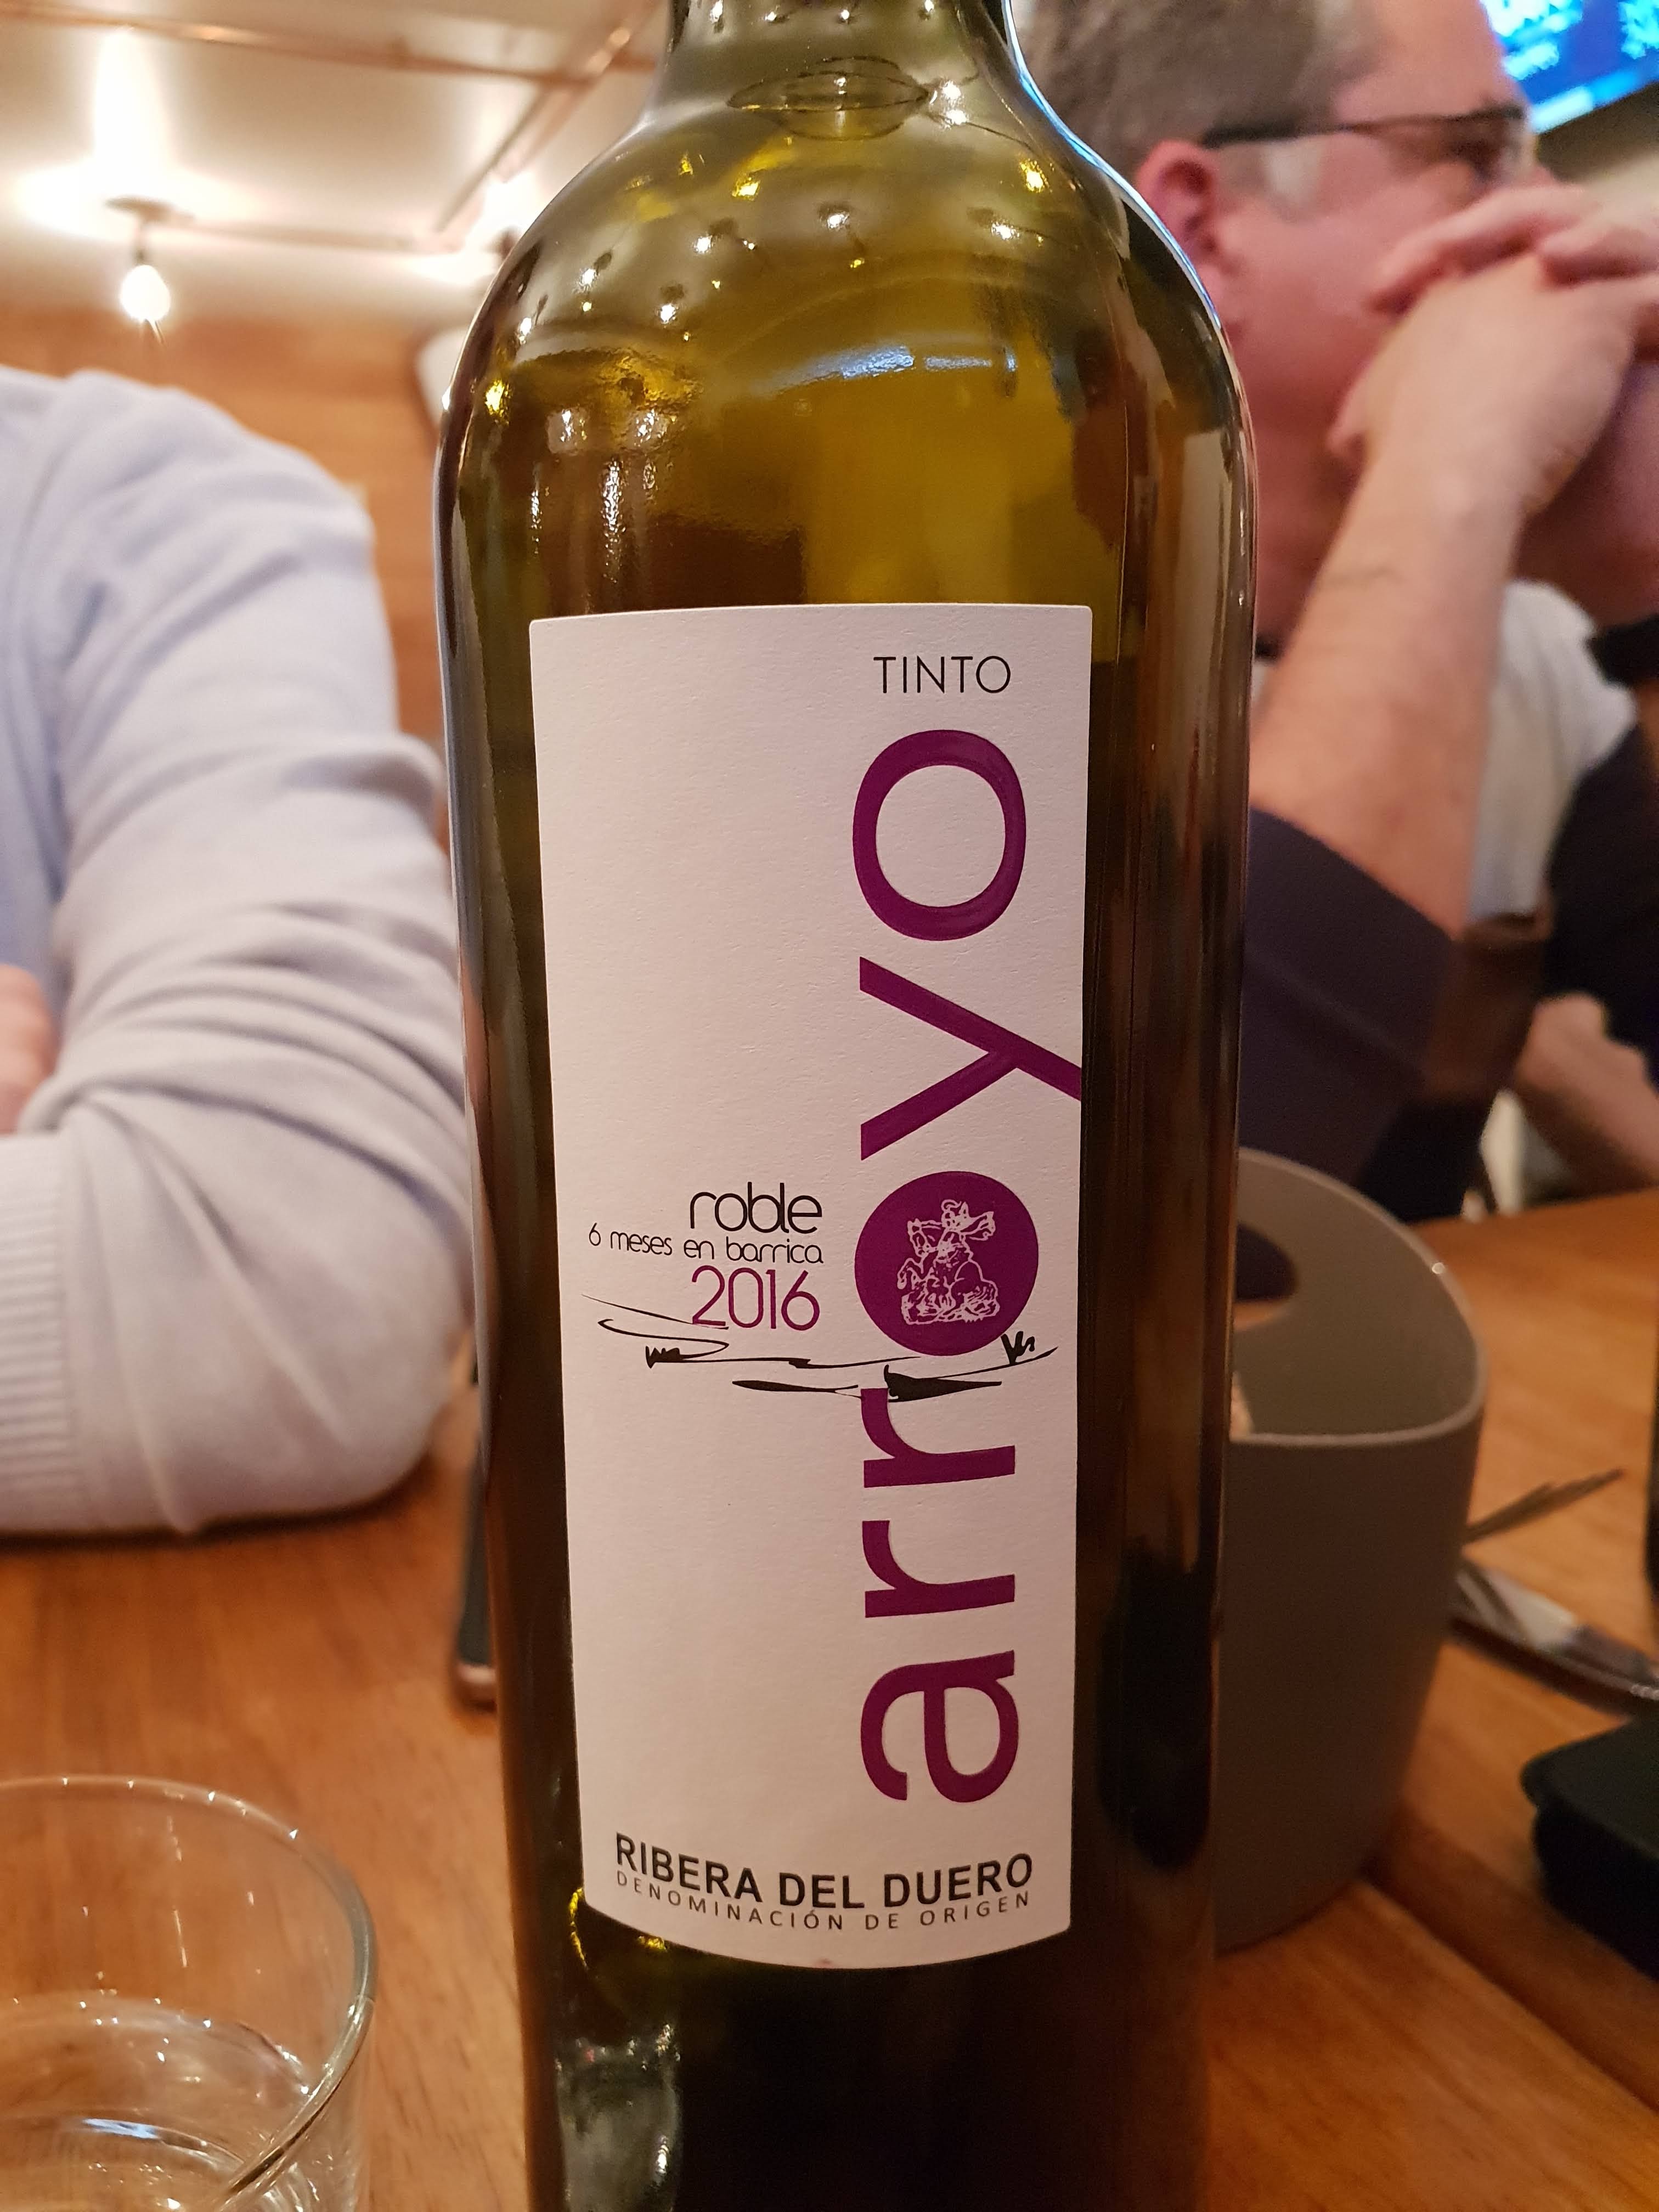 TINTO
arroyo
roble
6 meses en barrica
2016
RIBERA DEL DUERO
DENOMINACIÓN DE ORIGEN